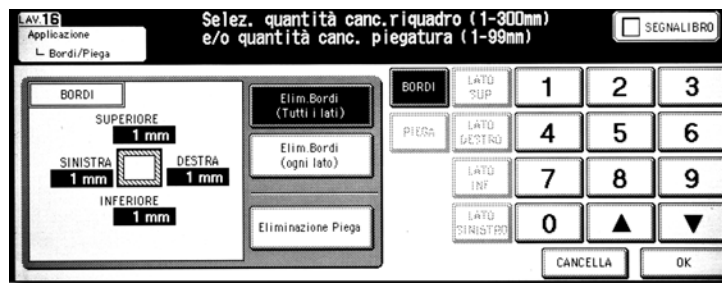 LAV.16
Applicazione
Bordi/Piega
Selez. quantità canc.riquadro (1-300mm)
e/o quantità canc. piegatura (1-99mm)
SEGNALIBRO
BORDI
SUPERIORE
1 mm
SINISTRA
1 mm
DESTRA
1 mm
INFERIORE
1 mm
Elim.Bordi
(Tutti i lati)
Elim.Bordi
(ogni lato)
Eliminazione Piega
BORDI
PIEGA
LATO
SUP
LATO
DESTRO
LATO
INF
LATO
SINISTRO
1 2 3
4 5 6
7 8 9
0 ▲ ▼
CANCELLA
OK